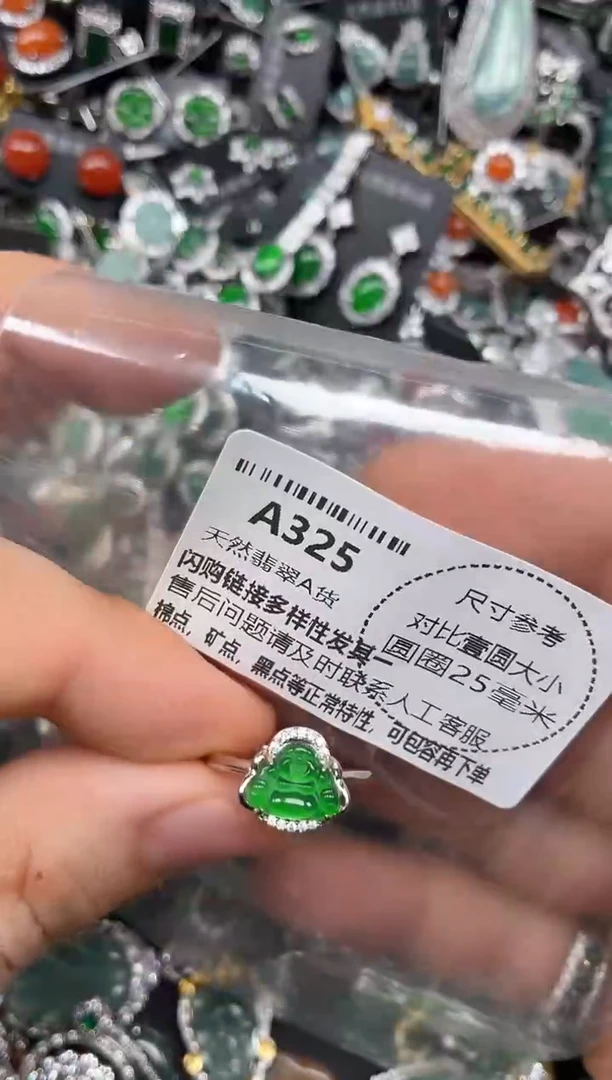 A325
天然翡翠A货
闪购链接多样性发其一
售后问题请及时联系人工客服
棉点，矿点，黑点等正常特性，可包容再下单
尺寸参考
对比壹圆大小
圆圈25毫米